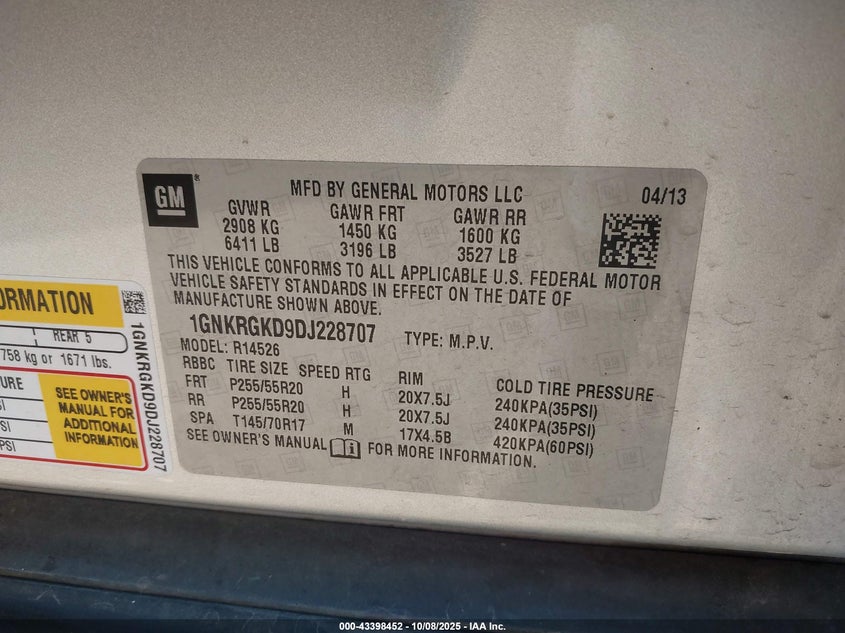 GM
®
MFD BY GENERAL MOTORS LLC
04/13
GVWR GAWR FRT GAWR RR
2908 KG 1450 KG 1600 KG
6411 LB 3196 LB 3527 LB
THIS VEHICLE CONFORMS TO ALL APPLICABLE U.S. FEDERAL MOTOR
VEHICLE SAFETY STANDARDS IN EFFECT ON THE DATE OF
MANUFACTURE SHOWN ABOVE.
1GNKRGKD9DJ228707 TYPE: M.P.V.
MODEL: R14526
RBBC TIRE SIZE SPEED RTG RIM COLD TIRE PRESSURE
FRT P255/55R20 H 20X7.5J 240KPA(35PSI)
RR P255/55R20 H 20X7.5J 240KPA(35PSI)
SPA T145/70R17 M 17X4.5B 420KPA(60PSI)
SEE OWNER'S MANUAL FOR MORE INFORMATION.
ORMATION
REAR 5
758 kg or 1671 lbs.
SEE OWNER'S
MANUAL FOR
ADDITIONAL
INFORMATION
1GNKRGKD9DJ228707
000-43398452 - 10/08/2025 - IAA Inc.